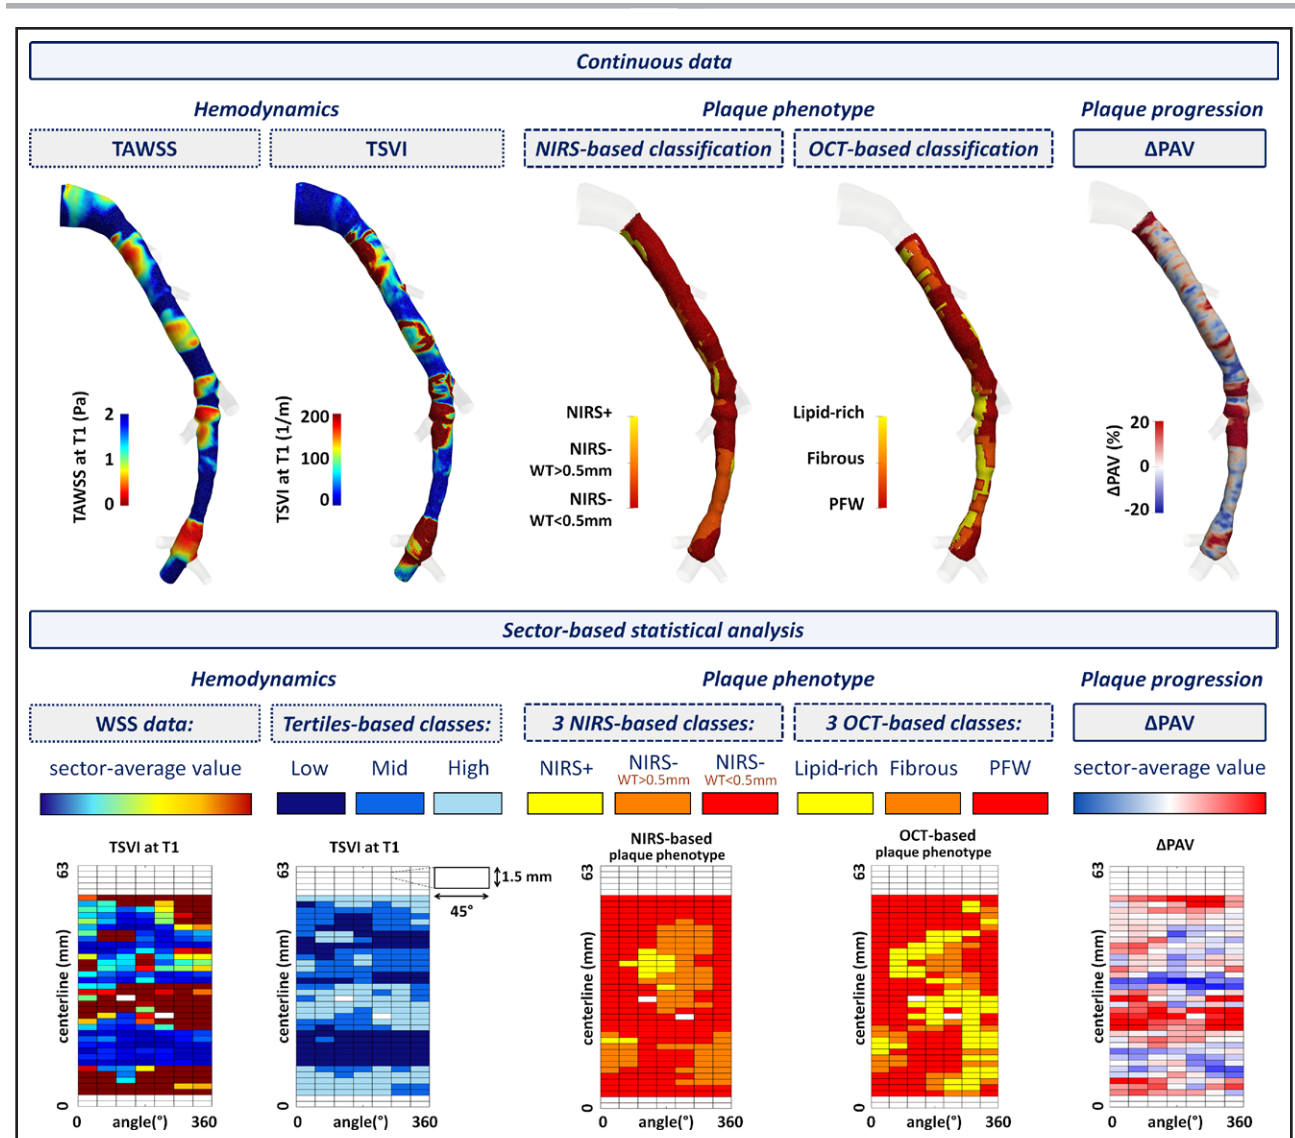 Continuous data
Hemodynamics
Plaque phenotype
Plaque progression
TAWSS
TSVI
NIRS-based classification
OCT-based classification
ΔPAV
TAWSS at T1 (Pa)
2
1
0
TSVI at T1 (1/m)
200
100
0
NIRS+
NIRS-
WT>0.5mm
NIRS-
WT<0.5mm
Lipid-rich
Fibrous
PFW
ΔPAV (%)
20
0
-20
Sector-based statistical analysis
Hemodynamics
Plaque phenotype
Plaque progression
WSS data:
Tertiles-based classes:
3 NIRS-based classes:
3 OCT-based classes:
ΔPAV
sector-average value
Low Mid High
NIRS+
NIRS-
WT>0.5mm
NIRS-
WT<0.5mm
Lipid-rich Fibrous PFW
sector-average value
TSVI at T1
63
centerline (mm)
0
0 angle(°) 360
TSVI at T1
63
centerline (mm)
0
0 angle(°) 360
1.5 mm
45°
NIRS-based
plaque phenotype
63
centerline (mm)
0
0 angle(°) 360
OCT-based
plaque phenotype
63
centerline (mm)
0
0 angle(°) 360
ΔPAV
63
centerline (mm)
0
0 angle(°) 360